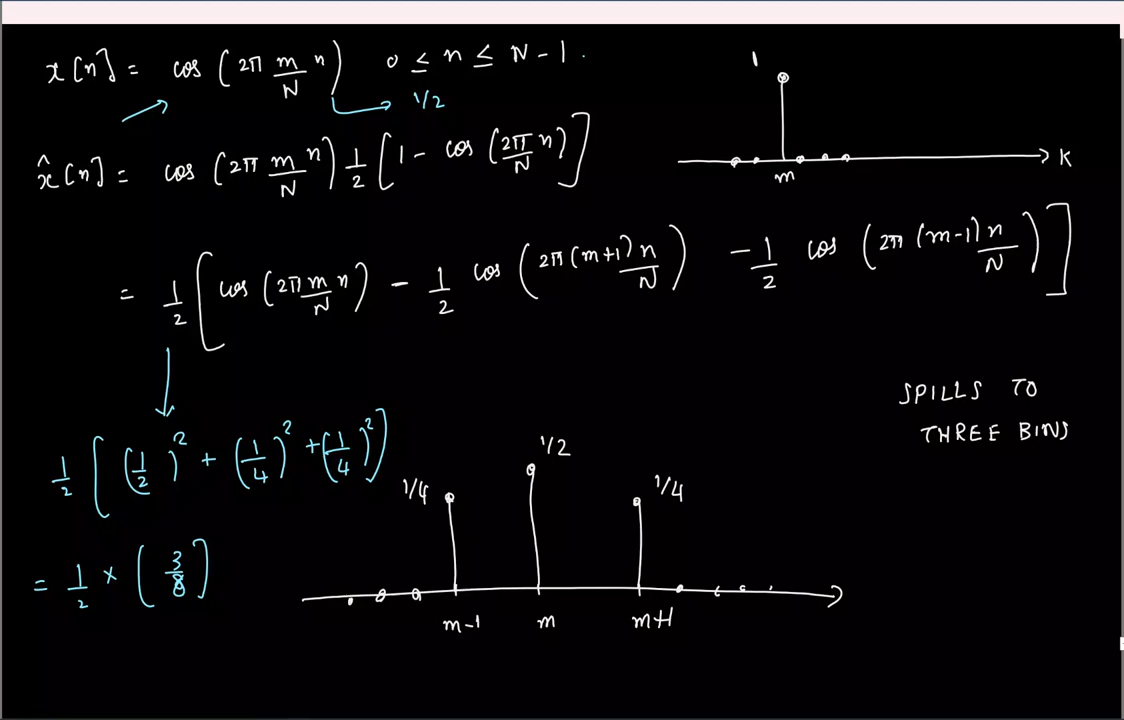 x[n] = cos (2π m/N n) 0 ≤ n ≤ N-1 .
1/2
x̂[n] = cos (2π m/N n) 1/2 [1 - cos (2π/N n)]
= 1/2 [cos (2π m/N n) - 1/2 cos (2π (m+1) n/N) - 1/2 cos (2π (m-1) n/N)]
1
m
K
SPILLS TO
THREE BINS
1/2 [(1/2)² + (1/4)² + (1/4)²]
= 1/2 × (3/8)
1/4 1/2 1/4
m-1 m m+1